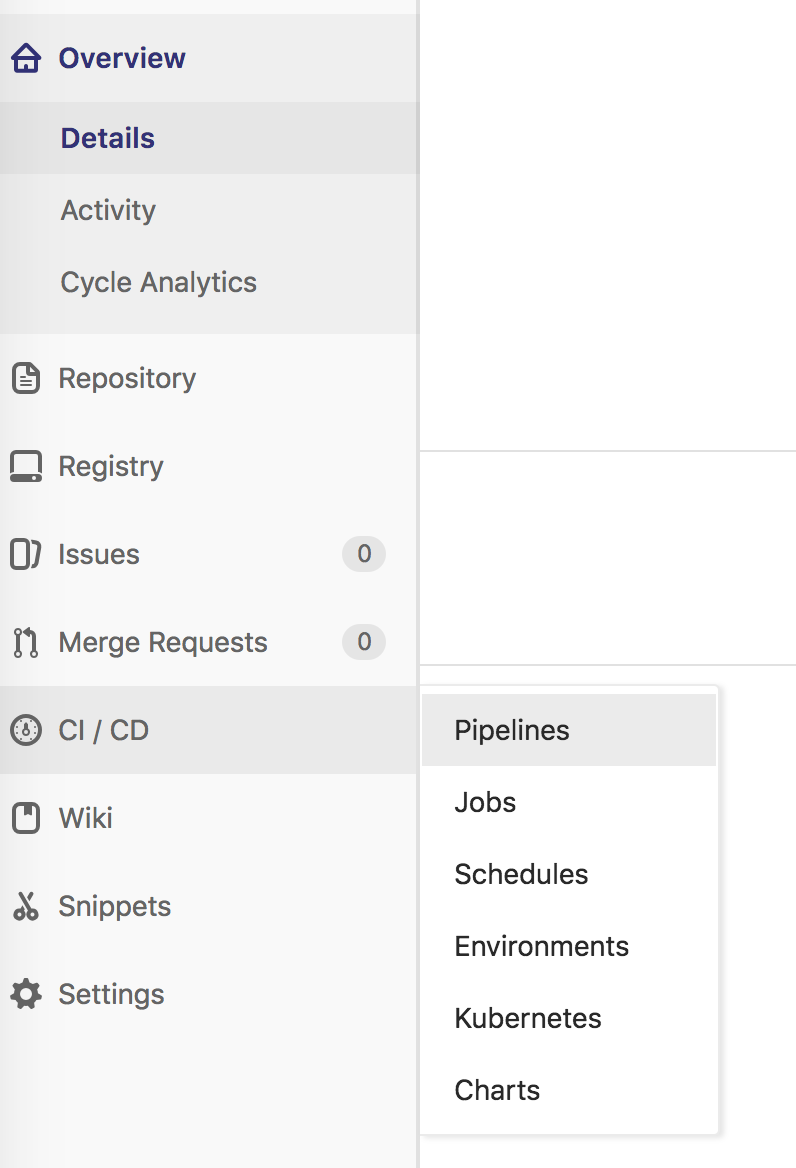 Overview
Details
Activity
Cycle Analytics
Repository
Registry
Issues 0
Merge Requests 0
CI / CD
Wiki
Snippets
Settings
Pipelines
Jobs
Schedules
Environments
Kubernetes
Charts